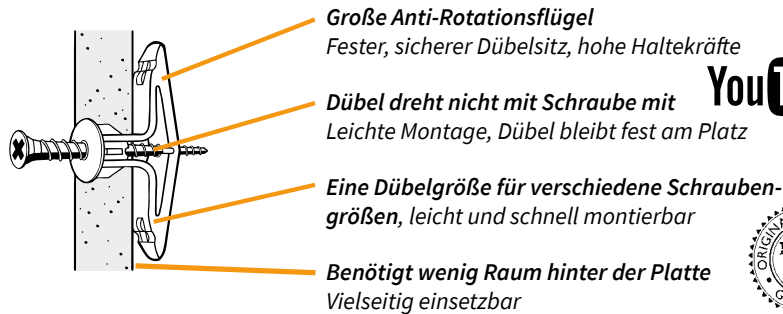 Große Anti-Rotationsflügel
Fester, sicherer Dübelsitz, hohe Haltekräfte
You
Dübel dreht nicht mit Schraube mit
Leichte Montage, Dübel bleibt fest am Platz
Eine Dübelgröße für verschiedene Schrauben-
größen, leicht und schnell montierbar
Benötigt wenig Raum hinter der Platte
Vielseitig einsetzbar